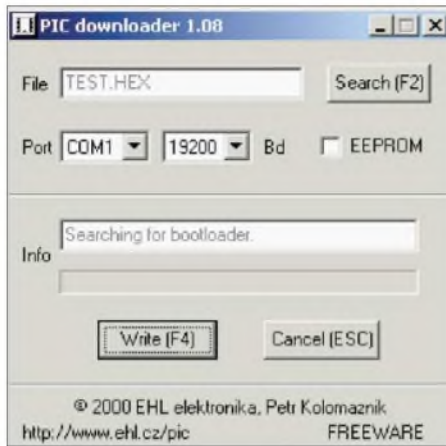 PIC downloader 1.08
File TEST.HEX Search (F2)
Port COM1 19200 Bd EEPROM
Searching for bootloader.
Info
Write (F4) Cancel (ESC)
© 2000 EHL elektronika, Petr Kolomaznik
http://www.ehl.cz/pic FREEWARE